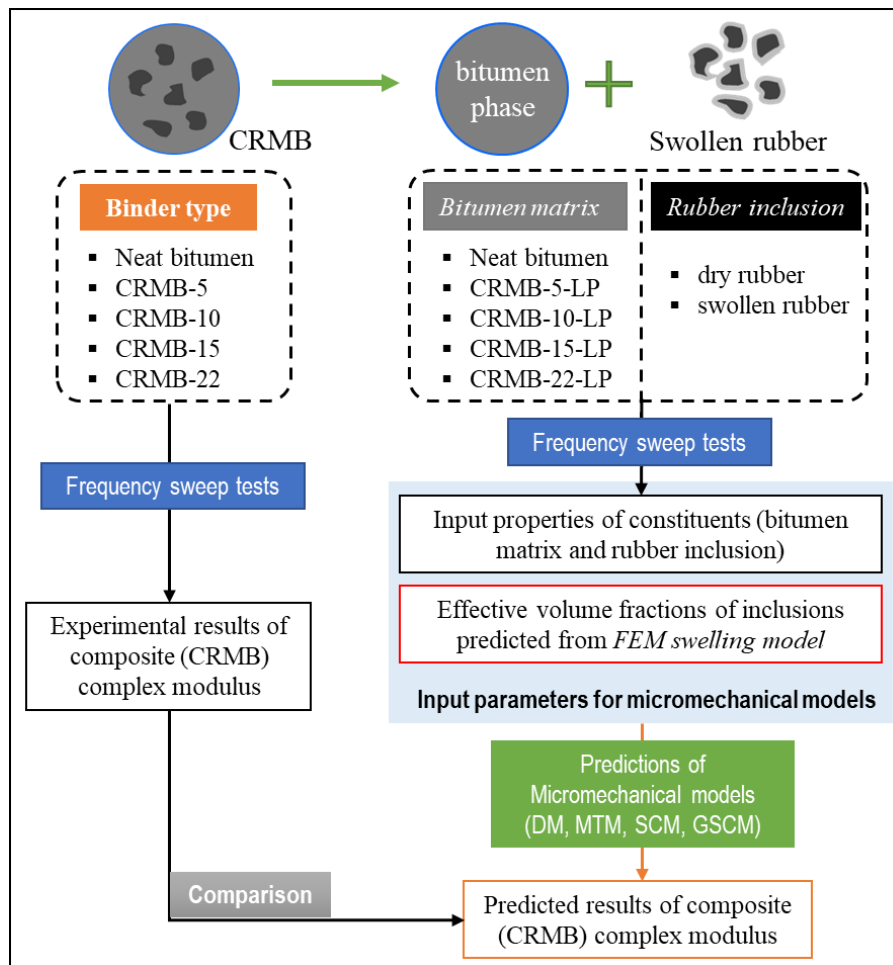 CRMB
bitumen
phase
Swollen rubber
Binder type
▪ Neat bitumen
▪ CRMB-5
▪ CRMB-10
▪ CRMB-15
▪ CRMB-22
Bitumen matrix
▪ Neat bitumen
▪ CRMB-5-LP
▪ CRMB-10-LP
▪ CRMB-15-LP
▪ CRMB-22-LP
Rubber inclusion
▪ dry rubber
▪ swollen rubber
Frequency sweep tests
Frequency sweep tests
Input properties of constituents (bitumen
matrix and rubber inclusion)
Effective volume fractions of inclusions
predicted from FEM swelling model
Input parameters for micromechanical models
Experimental results of
composite (CRMB)
complex modulus
Predictions of
Micromechanical models
(DM, MTM, SCM, GSCM)
Comparison
Predicted results of composite
(CRMB) complex modulus